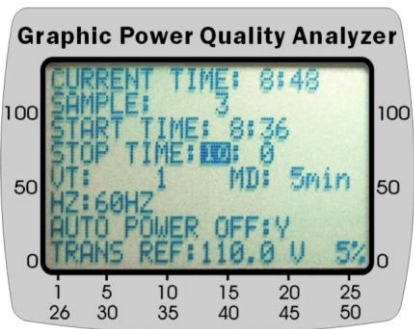 Graphic Power Quality Analyzer
CURRENT TIME: 8:48
SAMPLE: 3
START TIME: 8:36
STOP TIME:10: 0
VT: 1 MD: 5min
HZ:60HZ
AUTO POWER OFF:Y
TRANS REF:110.0 V 5%
100 100
50 50
0 0
1 5 10 15 20 25
26 30 35 40 45 50